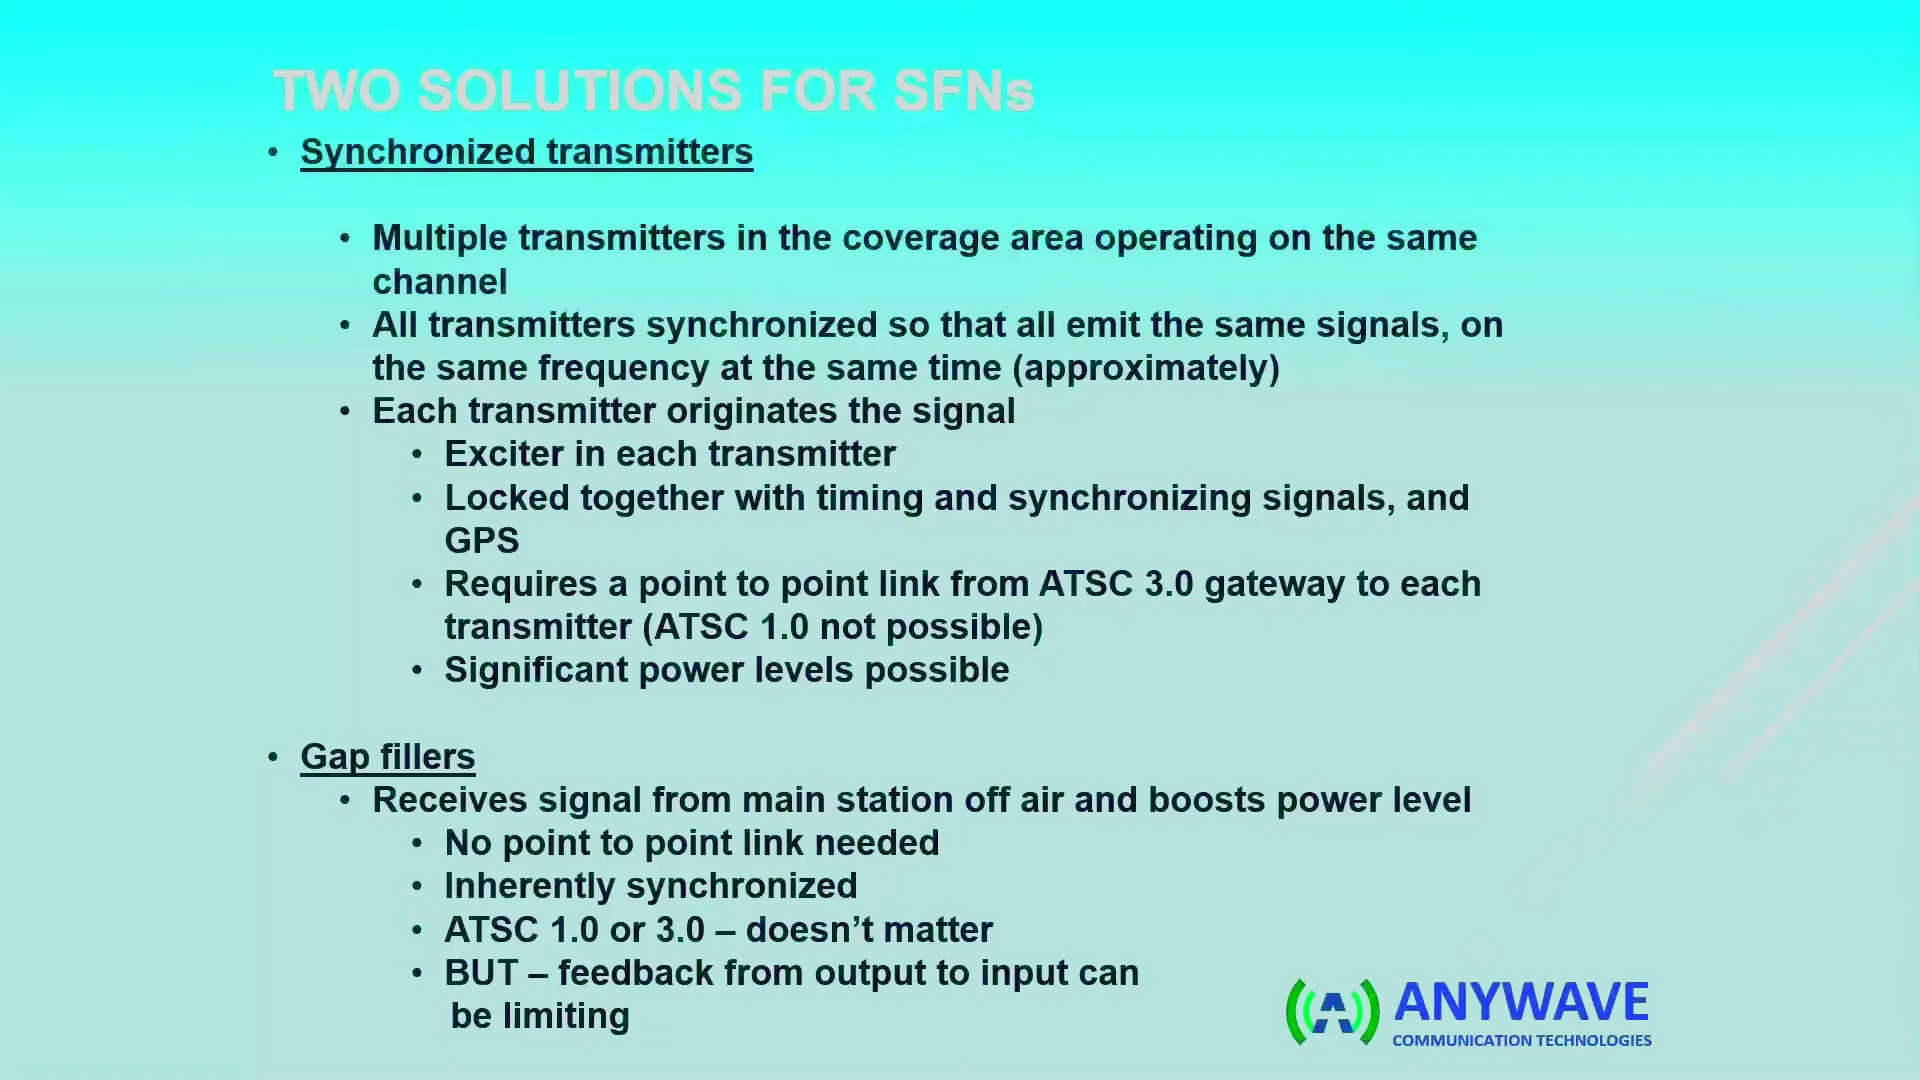 TWO SOLUTIONS FOR SFNs
• Synchronized transmitters
• Multiple transmitters in the coverage area operating on the same
channel
• All transmitters synchronized so that all emit the same signals, on
the same frequency at the same time (approximately)
• Each transmitter originates the signal
• Exciter in each transmitter
• Locked together with timing and synchronizing signals, and
GPS
• Requires a point to point link from ATSC 3.0 gateway to each
transmitter (ATSC 1.0 not possible)
• Significant power levels possible
• Gap fillers
• Receives signal from main station off air and boosts power level
• No point to point link needed
• Inherently synchronized
• ATSC 1.0 or 3.0 – doesn’t matter
• BUT – feedback from output to input can
be limiting
ANYWAVE
COMMUNICATION TECHNOLOGIES